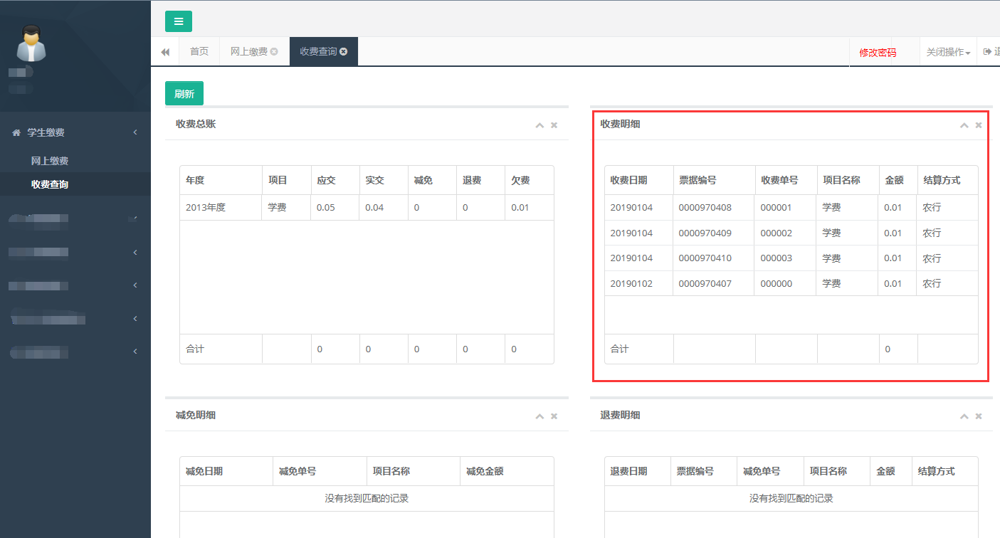 首页
网上缴费
收费查询
修改密码
关闭操作
学生缴费
网上缴费
收费查询
刷新
收费总账
年度 项目 应交 实交 减免 退费 欠费
2013年度 学费 0.05 0.04 0 0 0.01
合计 0 0 0 0 0
收费明细
收费日期 票据编号 收费单号 项目名称 金额 结算方式
20190104 0000970408 000001 学费 0.01 农行
20190104 0000970409 000002 学费 0.01 农行
20190104 0000970410 000003 学费 0.01 农行
20190102 0000970407 000000 学费 0.01 农行
合计 0
减免明细
减免日期 减免单号 项目名称 减免金额
没有找到匹配的记录
退费明细
退费日期 票据编号 减免单号 项目名称 金额 结算方式
没有找到匹配的记录